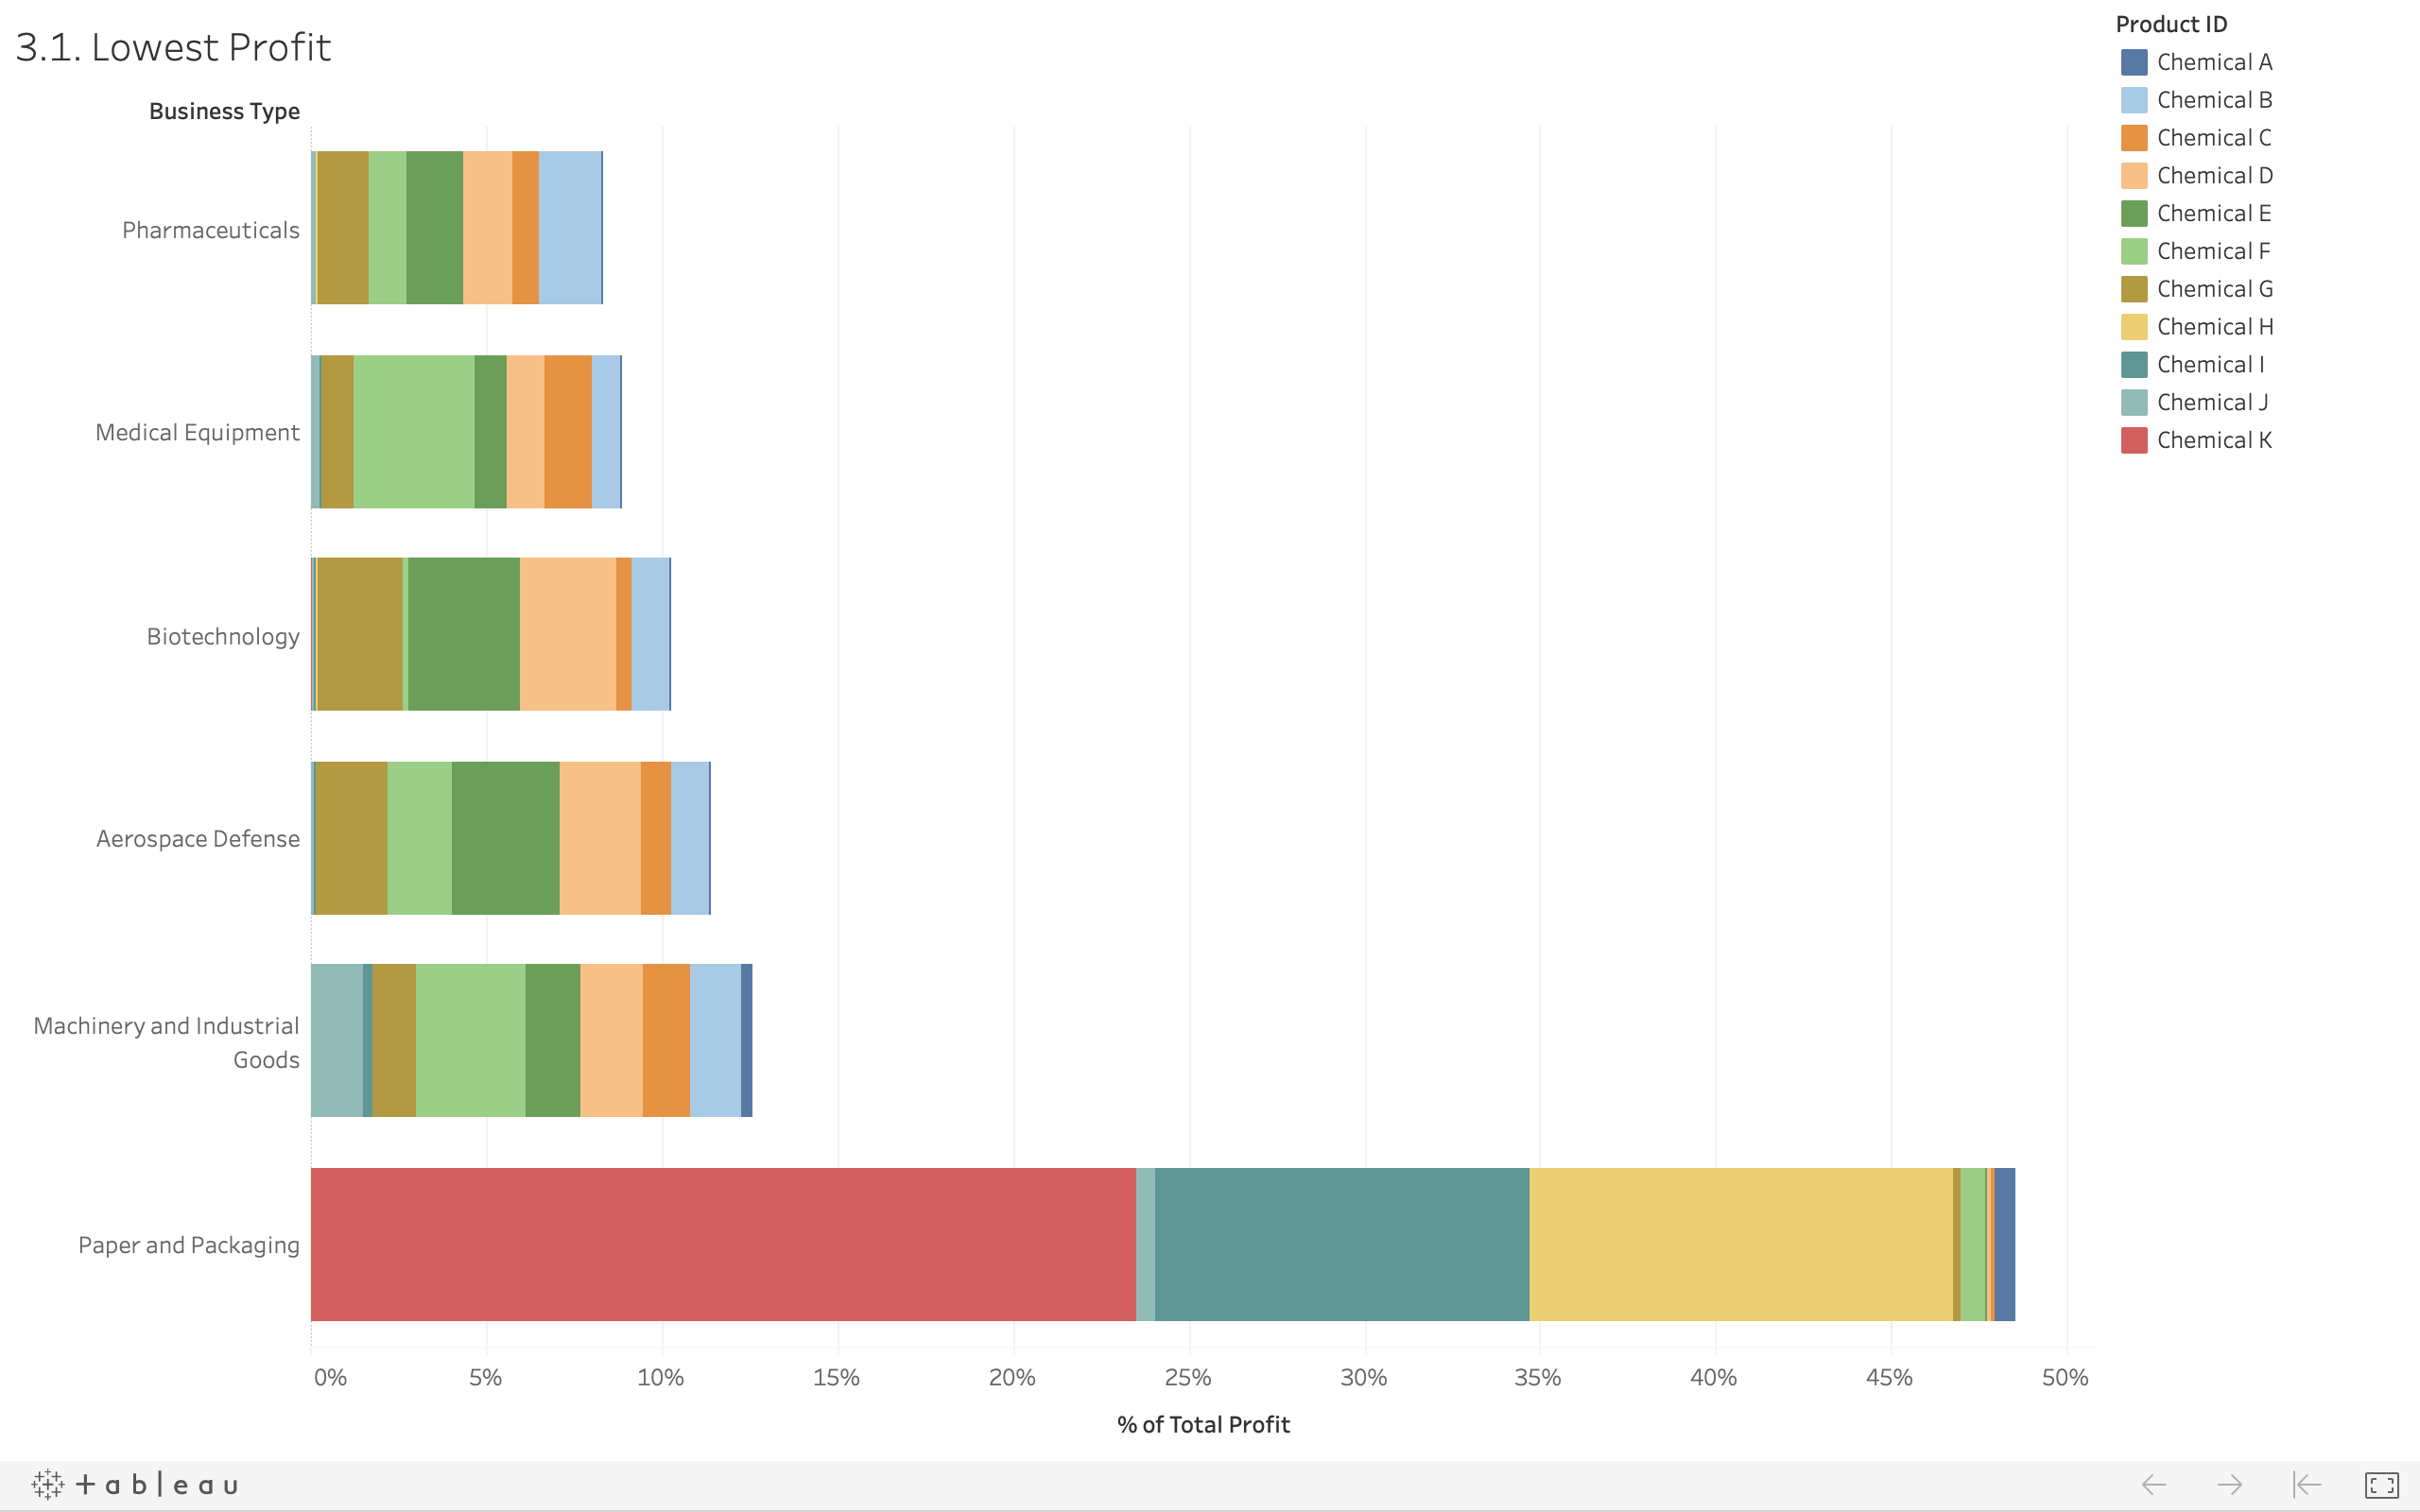 3.1. Lowest Profit
Business Type
Pharmaceuticals
Medical Equipment
Biotechnology
Aerospace Defense
Machinery and Industrial
Goods
Paper and Packaging
0% 5% 10% 15% 20% 25% 30% 35% 40% 45% 50%
% of Total Profit
Product ID
Chemical A
Chemical B
Chemical C
Chemical D
Chemical E
Chemical F
Chemical G
Chemical H
Chemical I
Chemical J
Chemical K
+ableau